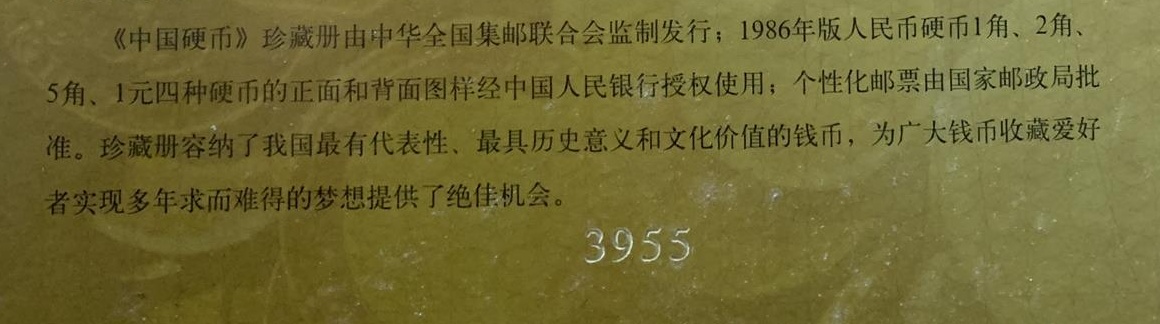 《中国硬币》珍藏册由中华全国集邮联合会监制发行；1986年版人民币硬币1角、2角、
5角、1元四种硬币的正面和背面图样经中国人民银行授权使用；个性化邮票由国家邮政局批
准。珍藏册容纳了我国最有代表性、最具历史意义和文化价值的钱币，为广大钱币收藏爱好
者实现多年求而难得的梦想提供了绝佳机会。
3955